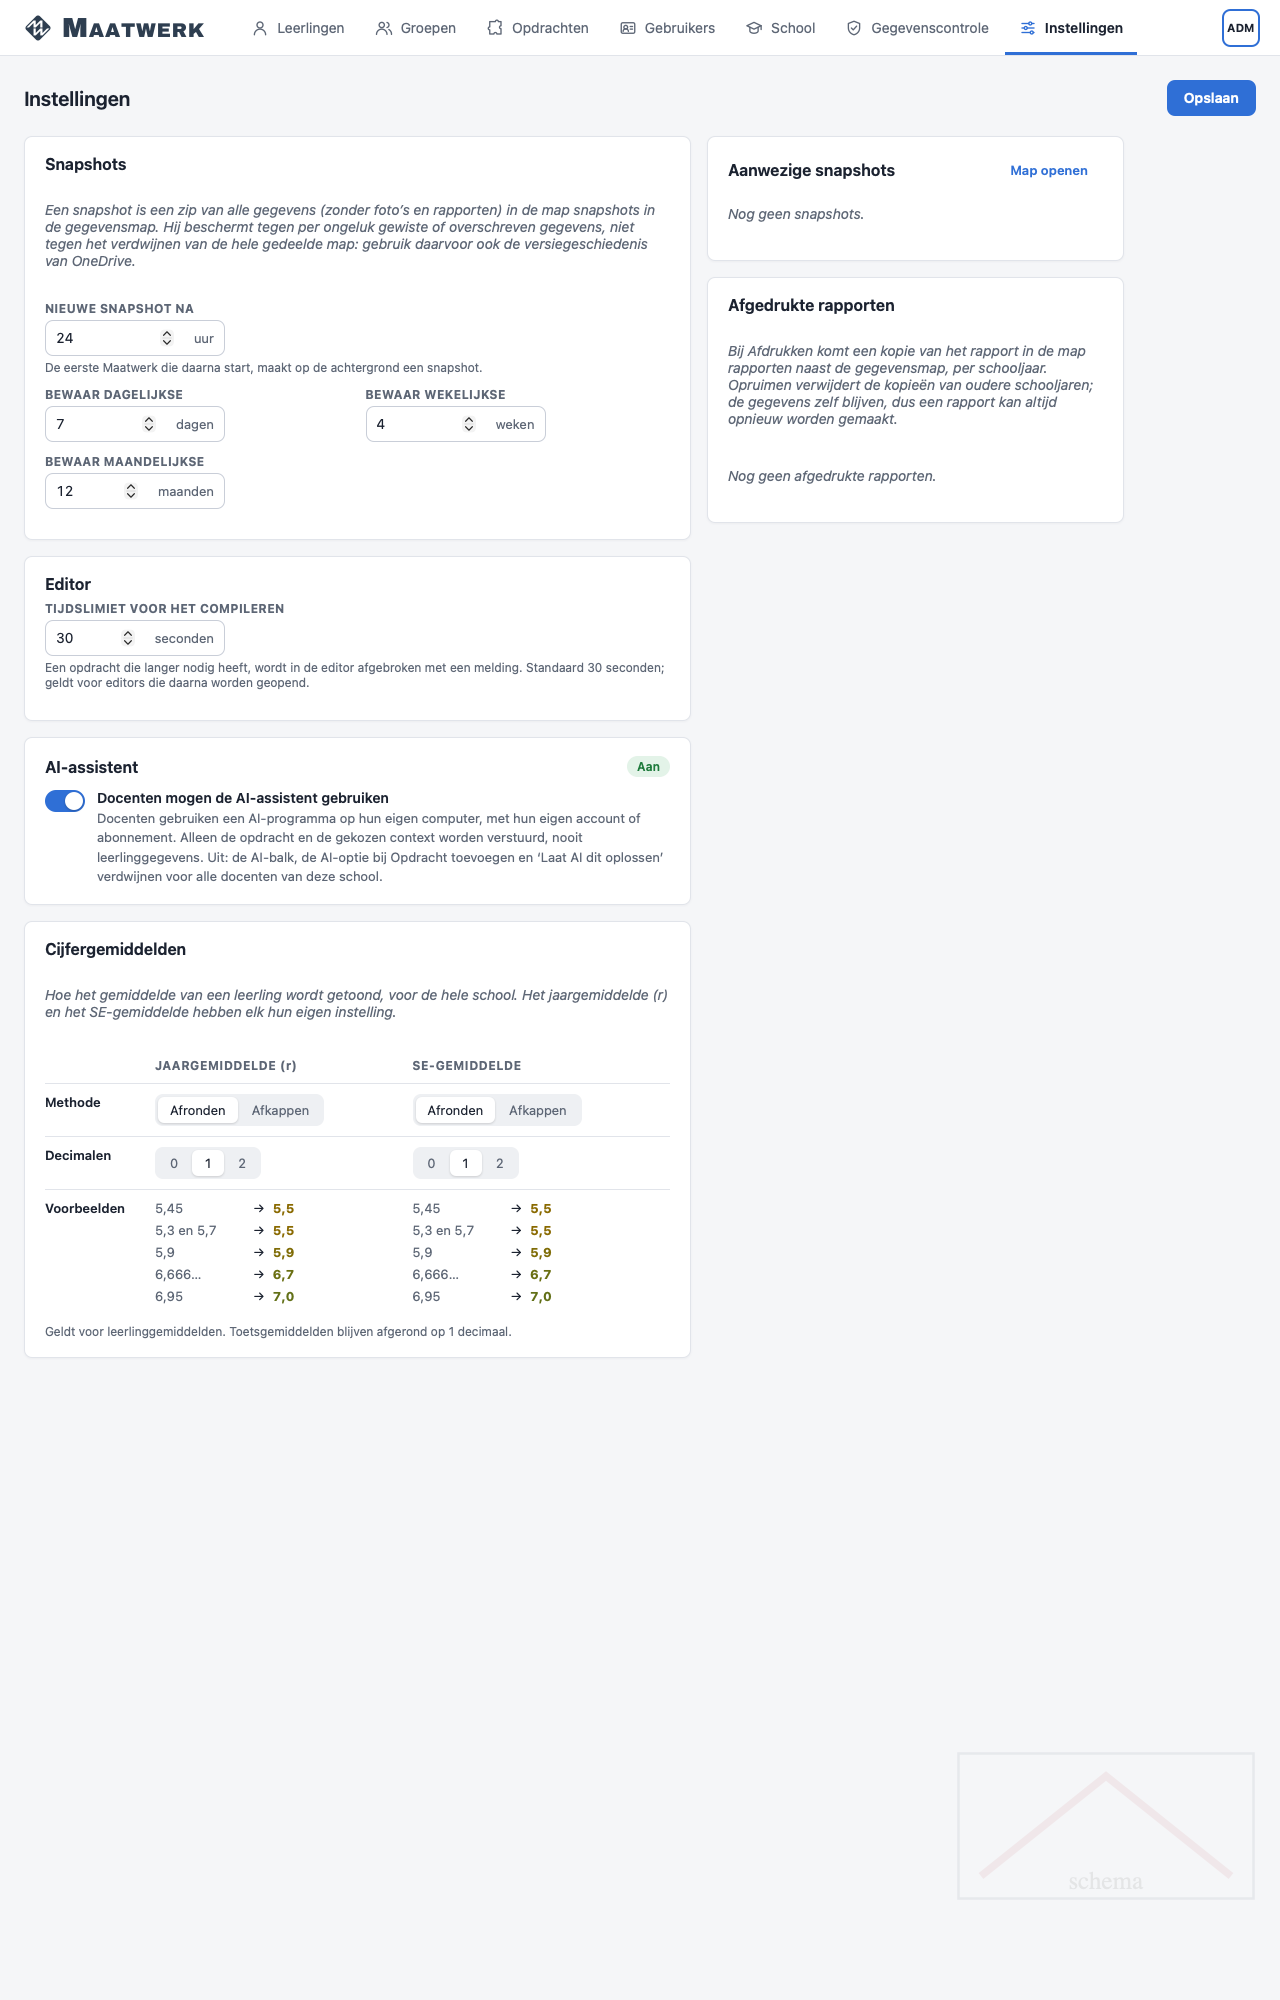 MAATWERK
Leerlingen
Groepen
Opdrachten
Gebruikers
School
Gegevenscontrole
Instellingen
ADM
Instellingen
Opslaan
Snapshots
Een snapshot is een zip van alle gegevens (zonder foto’s en rapporten) in de map snapshots in
de gegevensmap. Hij beschermt tegen per ongeluk gewiste of overschreven gegevens, niet
tegen het verdwijnen van de hele gedeelde map: gebruik daarvoor ook de versiegeschiedenis
van OneDrive.
NIEUWE SNAPSHOT NA
24 uur
De eerste Maatwerk die daarna start, maakt op de achtergrond een snapshot.
BEWAAR DAGELIJKSE BEWAAR WEKELIJKSE
7 dagen 4 weken
BEWAAR MAANDELIJKSE
12 maanden
Aanwezige snapshots Map openen
Nog geen snapshots.
Afgedrukte rapporten
Bij Afdrukken komt een kopie van het rapport in de map
rapporten naast de gegevensmap, per schooljaar.
Opruimen verwijdert de kopieën van oudere schooljaren;
de gegevens zelf blijven, dus een rapport kan altijd
opnieuw worden gemaakt.
Nog geen afgedrukte rapporten.
Editor
TIJDSLIMIET VOOR HET COMPILEREN
30 seconden
Een opdracht die langer nodig heeft, wordt in de editor afgebroken met een melding. Standaard 30 seconden;
geldt voor editors die daarna worden geopend.
AI-assistent Aan
Docenten mogen de AI-assistent gebruiken
Docenten gebruiken een AI-programma op hun eigen computer, met hun eigen account of
abonnement. Alleen de opdracht en de gekozen context worden verstuurd, nooit
leerlinggegevens. Uit: de AI-balk, de AI-optie bij Opdracht toevoegen en ‘Laat AI dit oplossen’
verdwijnen voor alle docenten van deze school.
Cijfergemiddelden
Hoe het gemiddelde van een leerling wordt getoond, voor de hele school. Het jaargemiddelde (r)
en het SE-gemiddelde hebben elk hun eigen instelling.
JAARGEMIDDELDE (r) SE-GEMIDDELDE
Methode Afronden Afkappen Afronden Afkappen
Decimalen 0 1 2 0 1 2
Voorbeelden 5,45 → 5,5 5,45 → 5,5
5,3 en 5,7 → 5,5 5,3 en 5,7 → 5,5
5,9 → 5,9 5,9 → 5,9
6,666… → 6,7 6,666… → 6,7
6,95 → 7,0 6,95 → 7,0
Geldt voor leerlinggemiddelden. Toetsgemiddelden blijven afgerond op 1 decimaal.
schema